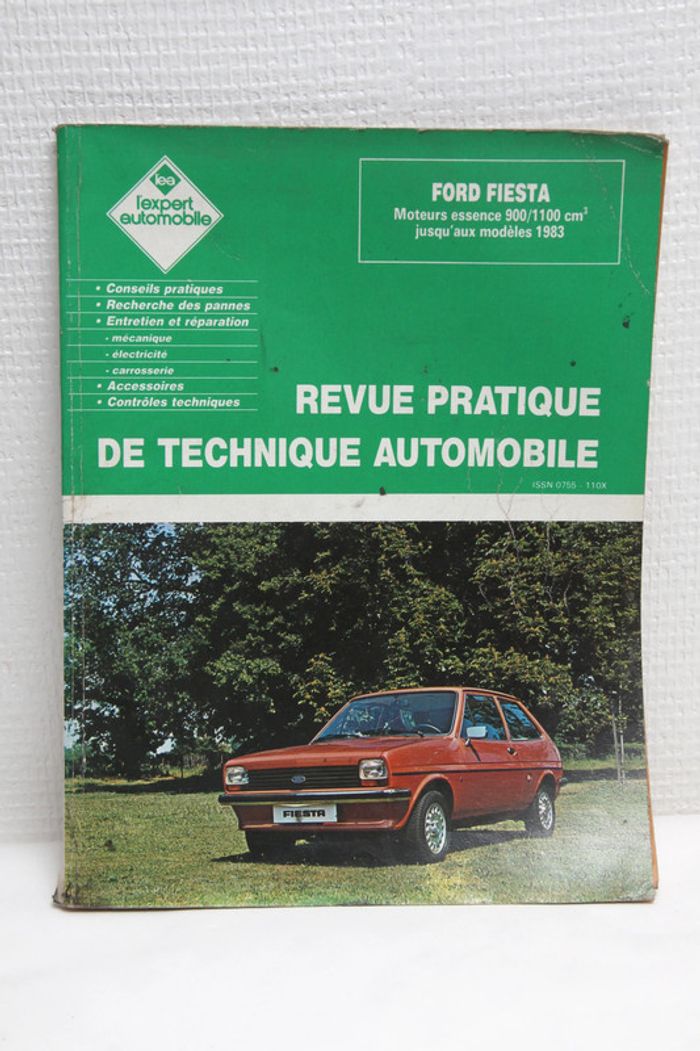 lea
l'expert
automobile
FORD FIESTA
Moteurs essence 900/1100 cm³
jusqu'aux modèles 1983
• Conseils pratiques
• Recherche des pannes
• Entretien et réparation
- mécanique
- électricité
- carrosserie
• Accessoires
• Contrôles techniques
REVUE PRATIQUE
DE TECHNIQUE AUTOMOBILE
ISSN 0755 - 110X
FIESTA